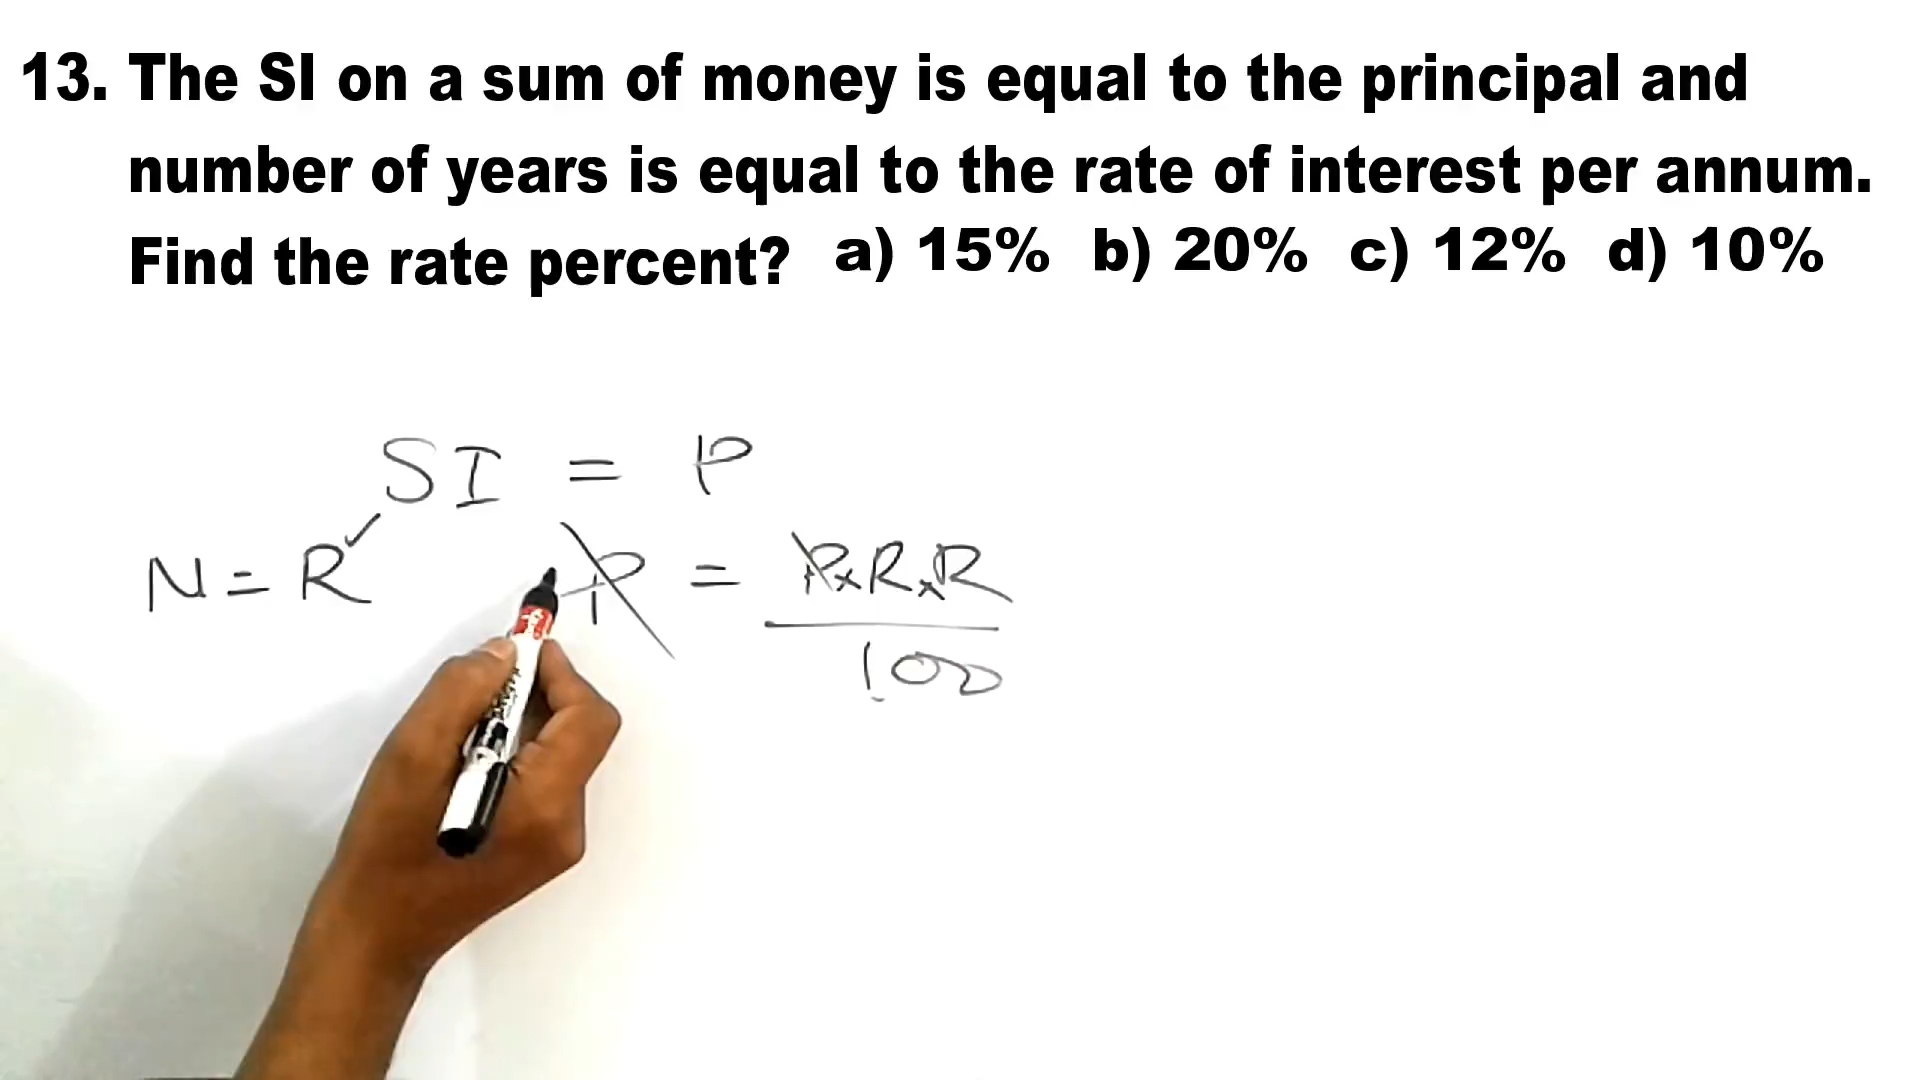 13. The SI on a sum of money is equal to the principal and
number of years is equal to the rate of interest per annum.
Find the rate percent? a) 15% b) 20% c) 12% d) 10%
SI = P
N = R P = P×R×R
100